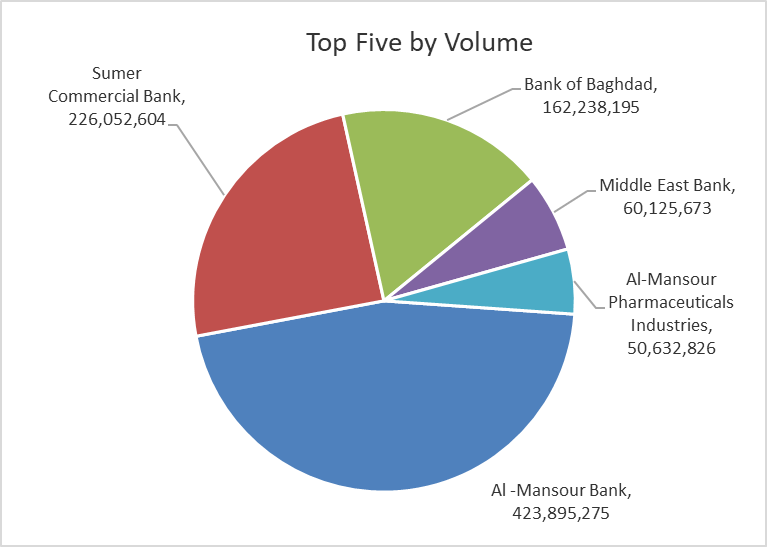 Top Five by Volume
Sumer
Commercial Bank,
226,052,604
Bank of Baghdad,
162,238,195
Middle East Bank,
60,125,673
Al-Mansour
Pharmaceuticals
Industries,
50,632,826
Al -Mansour Bank,
423,895,275